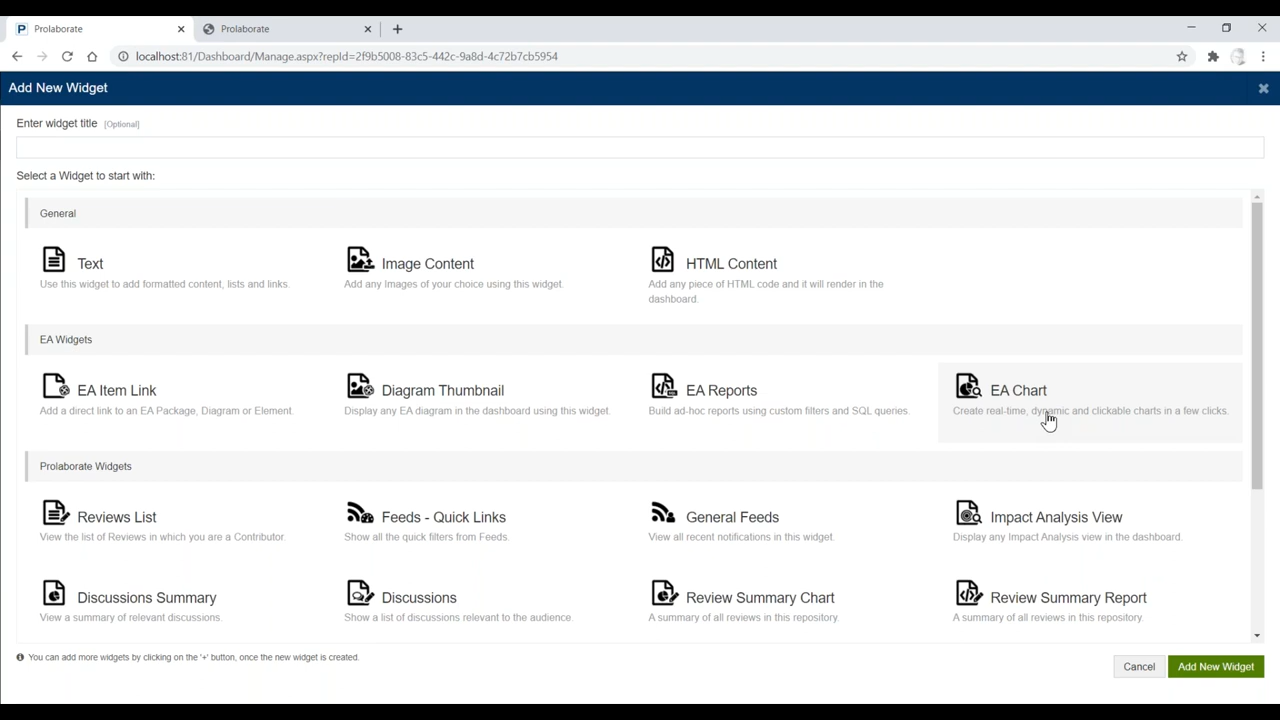 Prolaborate
Prolaborate
localhost:81/Dashboard/Manage.aspx?repId=2f9b5008-83c5-442c-9a8d-4c72b7cb5954
Add New Widget
Enter widget title [Optional]
Select a Widget to start with:
General
Text
Use this widget to add formatted content, lists and links.
Image Content
Add any Images of your choice using this widget.
HTML Content
Add any piece of HTML code and it will render in the
dashboard.
EA Widgets
EA Item Link
Add a direct link to an EA Package, Diagram or Element.
Diagram Thumbnail
Display any EA diagram in the dashboard using this widget.
EA Reports
Build ad-hoc reports using custom filters and SQL queries.
EA Chart
Create real-time, dynamic and clickable charts in a few clicks.
Prolaborate Widgets
Reviews List
View the list of Reviews in which you are a Contributor.
Feeds - Quick Links
Show all the quick filters from Feeds.
General Feeds
View all recent notifications in this widget.
Impact Analysis View
Display any Impact Analysis view in the dashboard.
Discussions Summary
View a summary of relevant discussions.
Discussions
Show a list of discussions relevant to the audience.
Review Summary Chart
A summary of all reviews in this repository.
Review Summary Report
A summary of all reviews in this repository.
You can add more widgets by clicking on the '+' button, once the new widget is created.
Cancel
Add New Widget